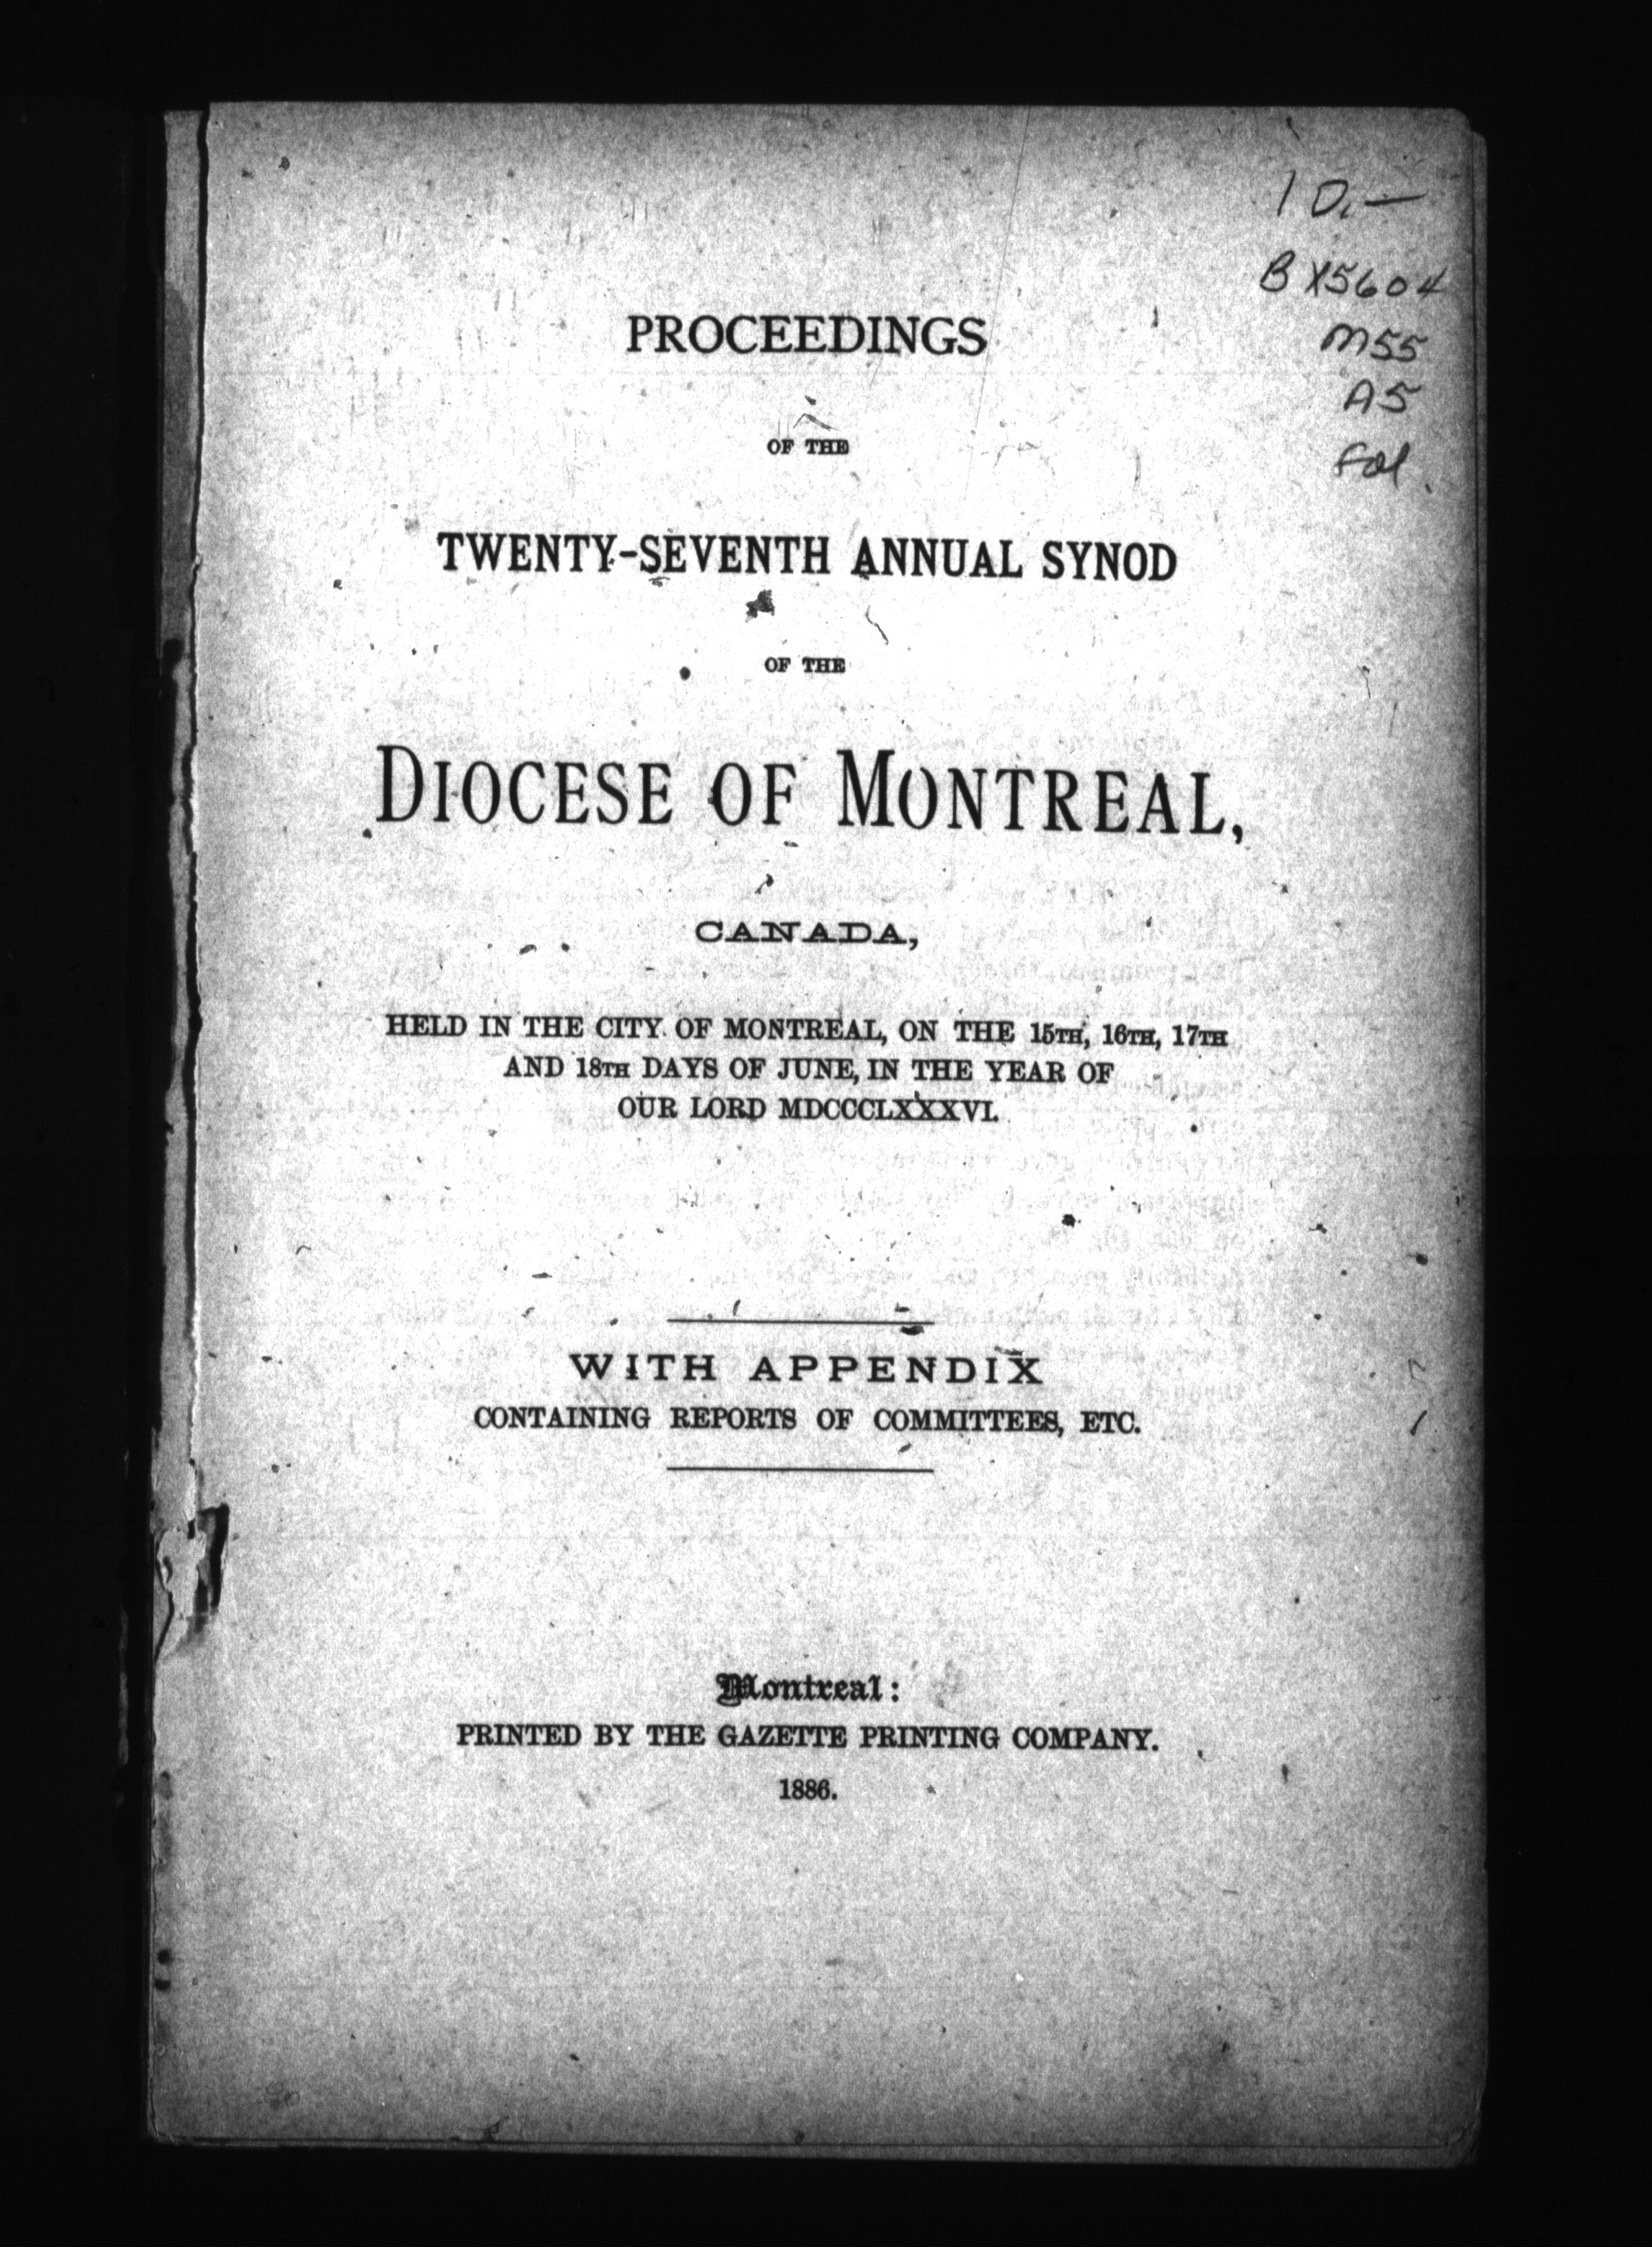 10.—
BX5604
M55
A5
Fol.
PROCEEDINGS
OF THE
TWENTY-SEVENTH ANNUAL SYNOD
OF THE
DIOCESE OF MONTREAL,
CANADA,
HELD IN THE CITY OF MONTREAL, ON THE 15TH, 16TH, 17TH
AND 18TH DAYS OF JUNE, IN THE YEAR OF
OUR LORD MDCCCLXXXVI.
WITH APPENDIX
CONTAINING REPORTS OF COMMITTEES, ETC.
Montreal:
PRINTED BY THE GAZETTE PRINTING COMPANY.
1886.